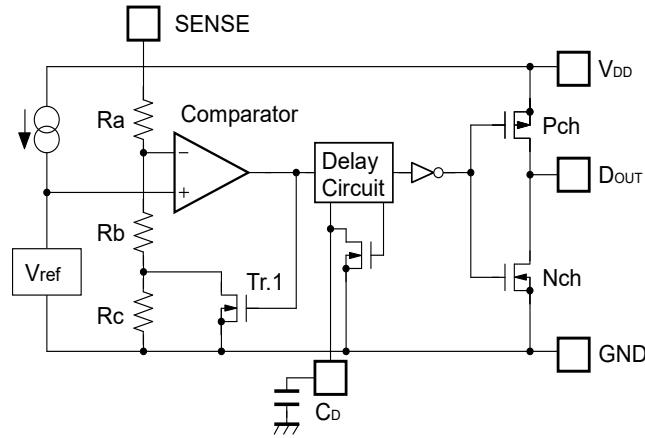 SENSE
VDD
Ra
Comparator
Pch
−
+
Delay
Circuit
DOUT
Rb
Vref
Tr.1
Nch
Rc
GND
CD